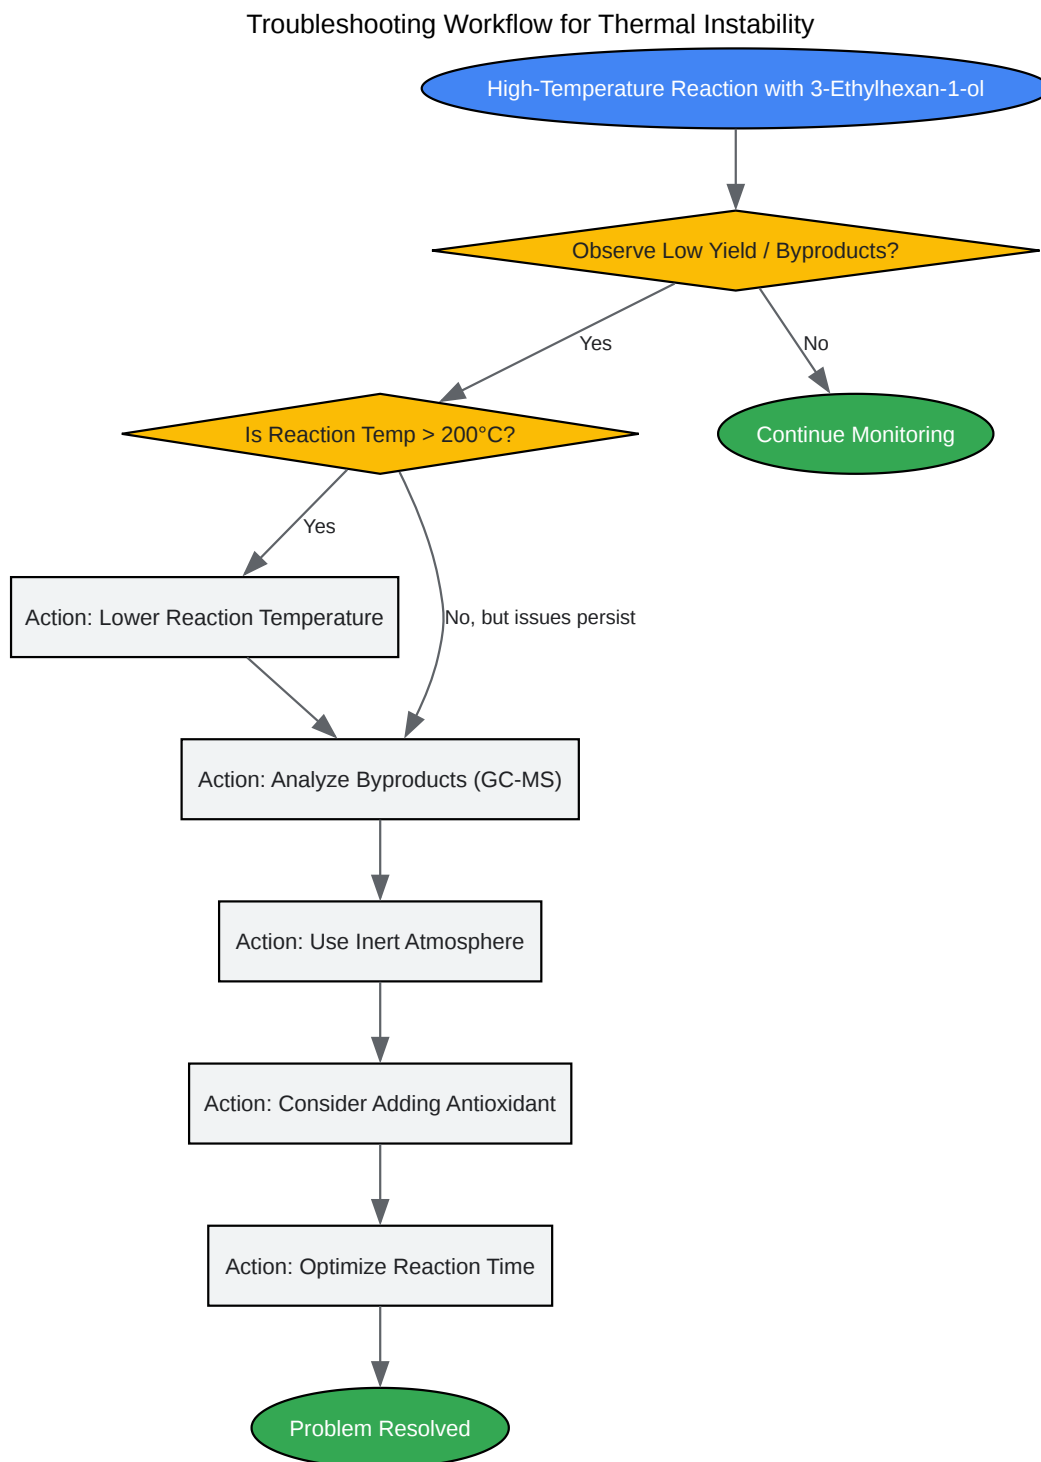 Troubleshooting Workflow for Thermal Instability
High-Temperature Reaction with 3-Ethylhexan-1-ol
Observe Low Yield / Byproducts?
Yes
No
Is Reaction Temp > 200°C?
Continue Monitoring
Yes
Action: Lower Reaction Temperature
No, but issues persist
Action: Analyze Byproducts (GC-MS)
Action: Use Inert Atmosphere
Action: Consider Adding Antioxidant
Action: Optimize Reaction Time
Problem Resolved